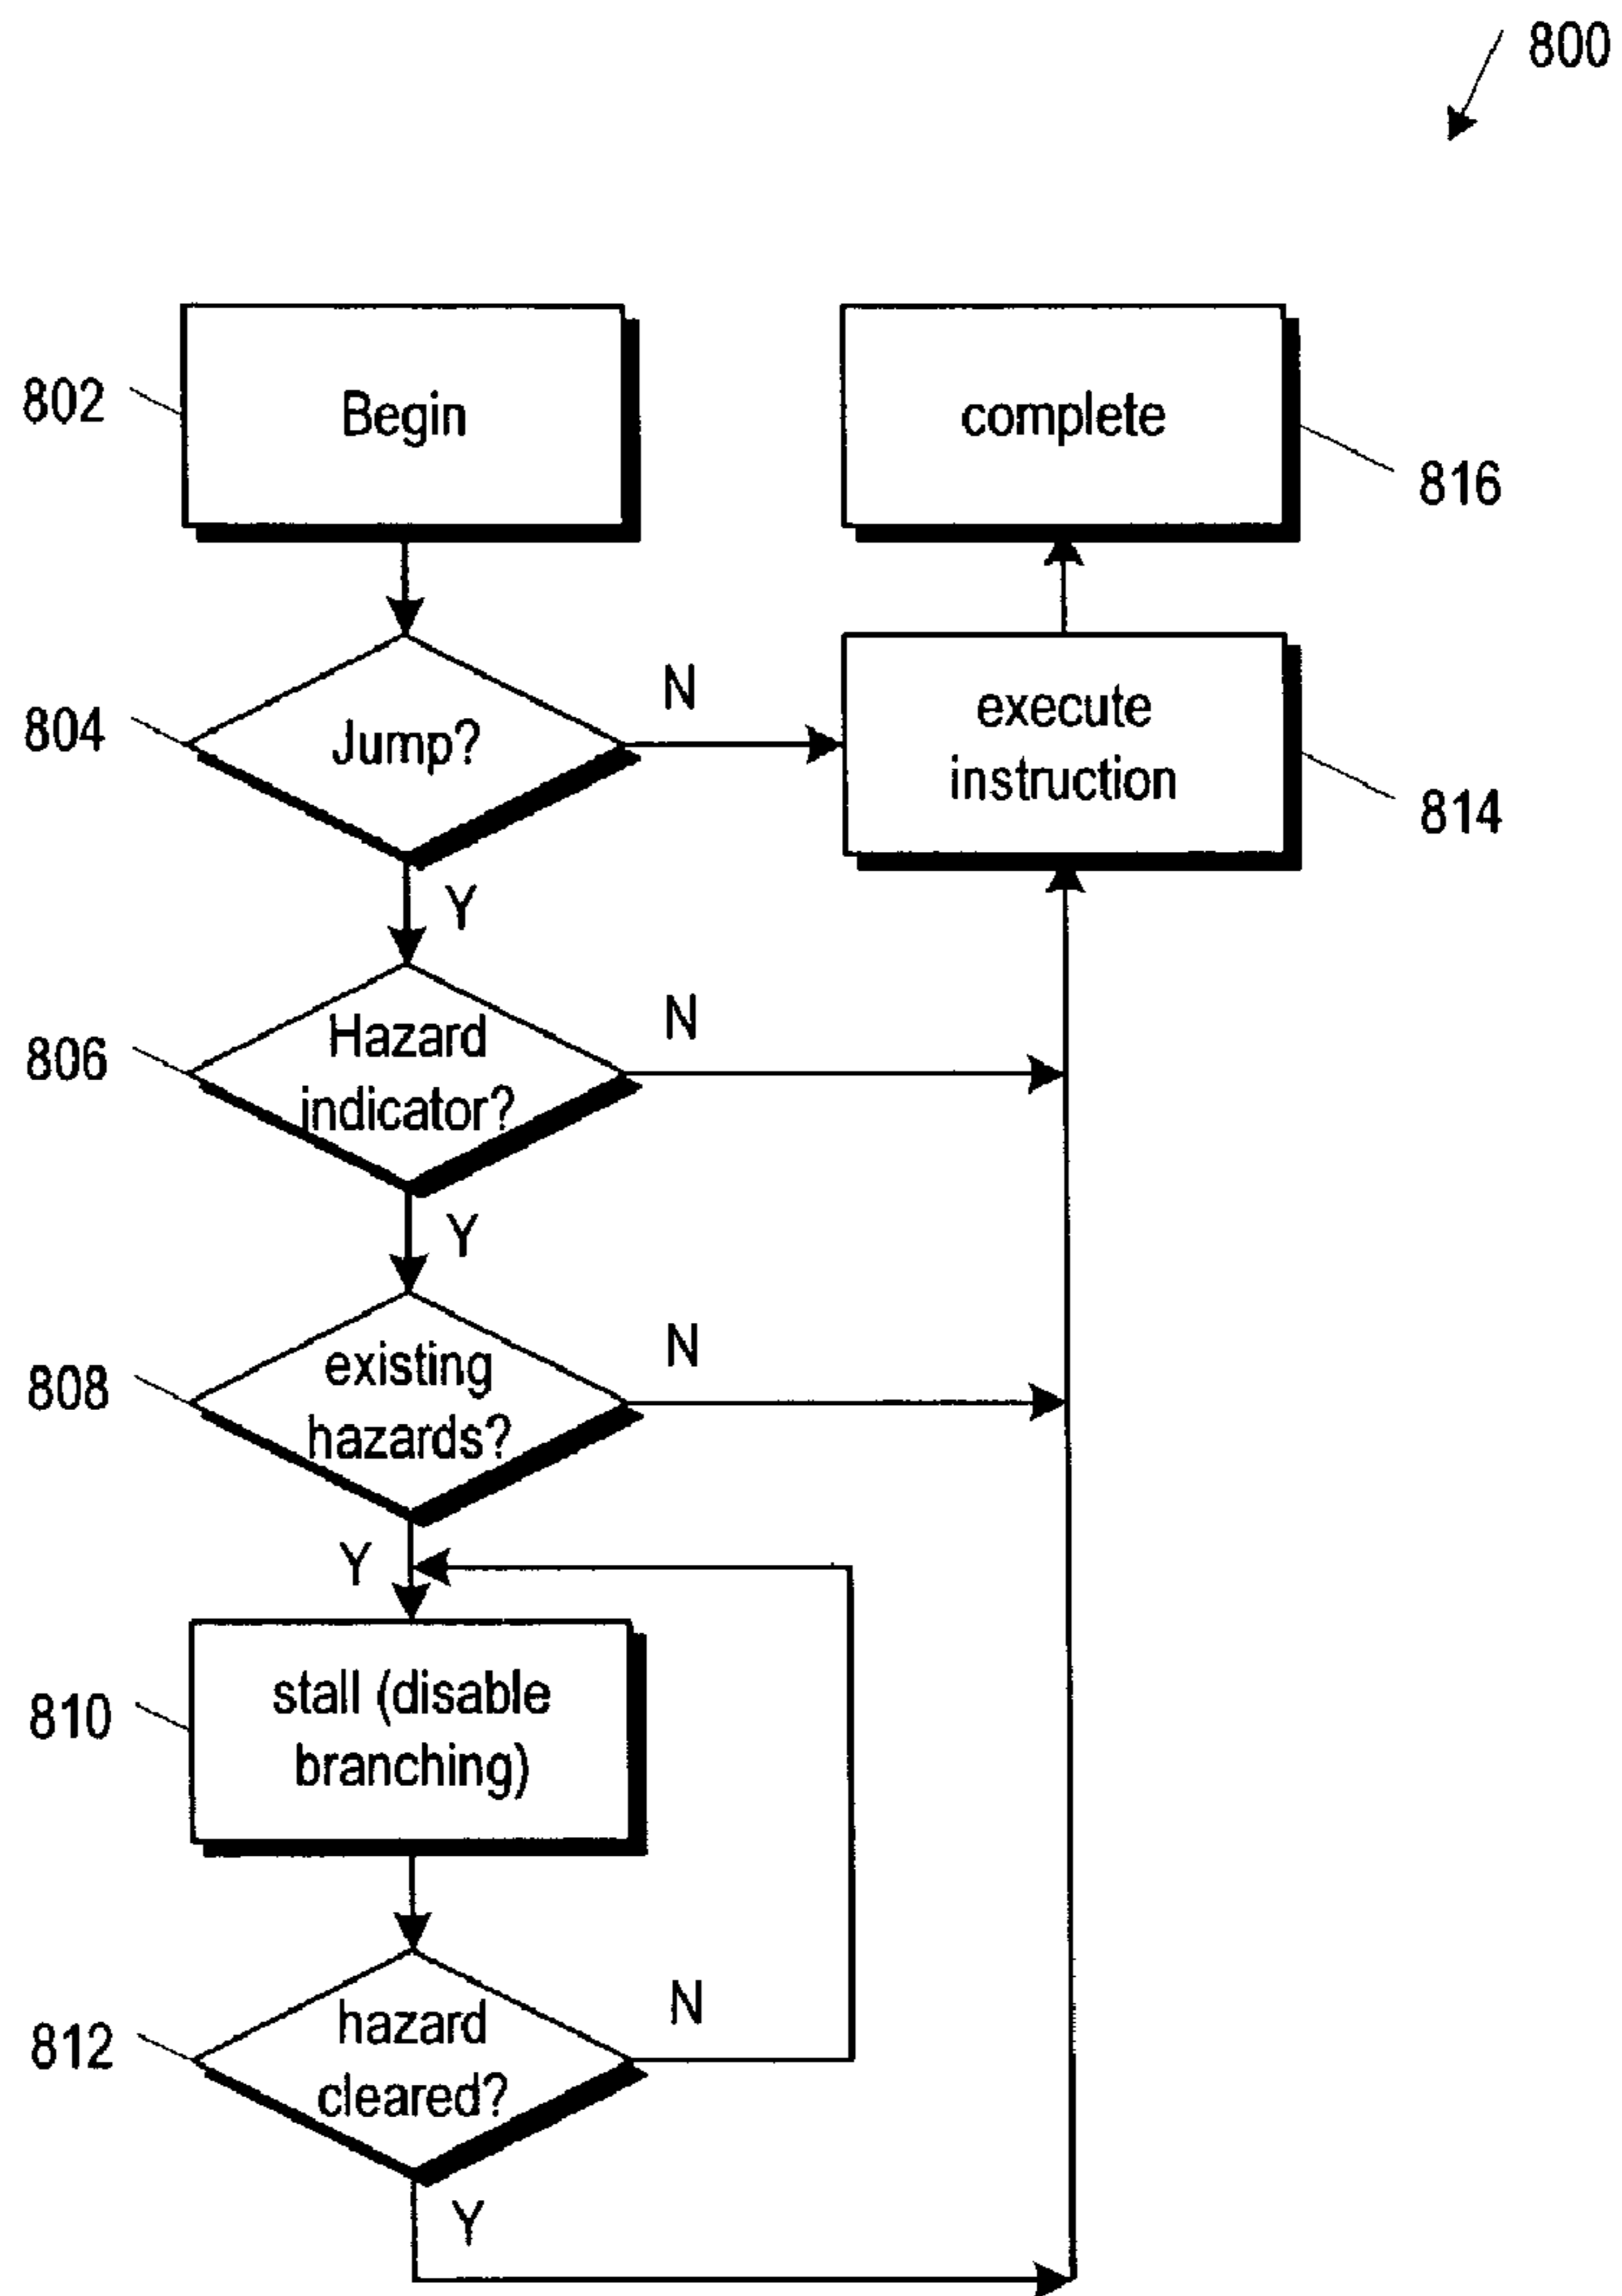 800
802
Begin
complete
816
804
Jump?
N
execute
instruction
814
Y
806
Hazard
indicator?
N
Y
808
existing
hazards?
N
Y
810
stall (disable
branching)
812
hazard
cleared?
N
Y